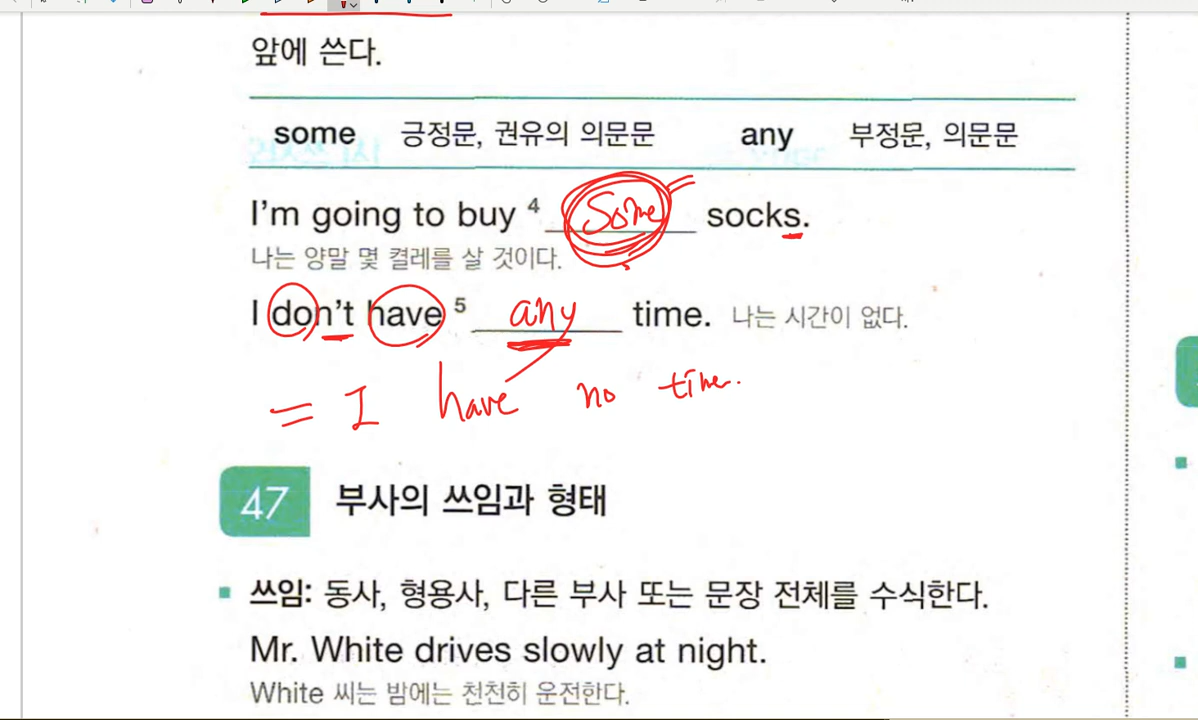 앞에 쓴다.
some 긍정문, 권유의 의문문 any 부정문, 의문문
I'm going to buy 4 Some socks.
나는 양말 몇 켤레를 살 것이다.
I don't have 5 any time. 나는 시간이 없다.
= I have no time.
47 부사의 쓰임과 형태
쓰임: 동사, 형용사, 다른 부사 또는 문장 전체를 수식한다.
Mr. White drives slowly at night.
White 씨는 밤에는 천천히 운전한다.